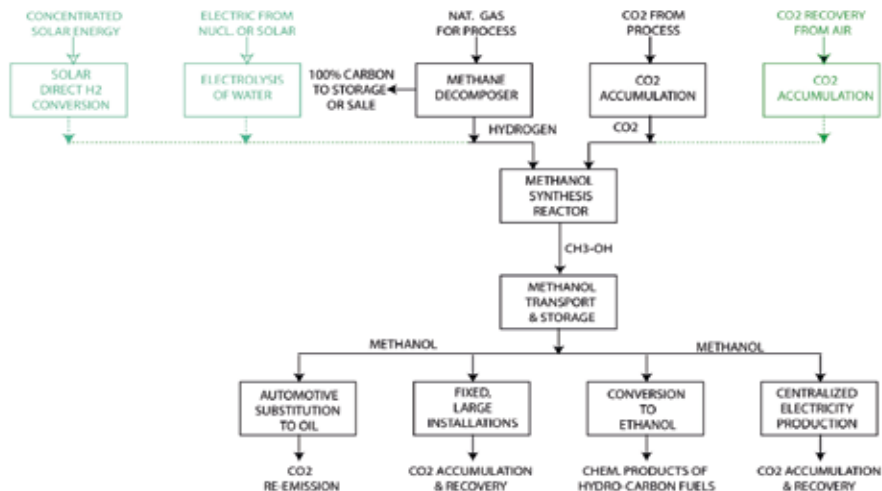 CONCENTRATED
SOLAR ENERGY
ELECTRIC FROM
NUCL. OR SOLAR
NAT. GAS
FOR PROCESS
CO2 FROM
PROCESS
CO2 RECOVERY
FROM AIR
SOLAR
DIRECT H2
CONVERSION
ELECTROLYSIS
OF WATER
100% CARBON
TO STORAGE
OR SALE
METHANE
DECOMPOSER
CO2
ACCUMULATION
CO2
ACCUMULATION
HYDROGEN
CO2
METHANOL
SYNTHESIS
REACTOR
CH3-OH
METHANOL
TRANSPORT
& STORAGE
METHANOL
METHANOL
AUTOMOTIVE
SUBSTITUTION
TO OIL
FIXED,
LARGE
INSTALLATIONS
CONVERSION
TO
ETHANOL
CENTRALIZED
ELECTRICITY
PRODUCTION
CO2
RE-EMISSION
CO2 ACCUMULATION
& RECOVERY
CHEM. PRODUCTS OF
HYDRO-CARBON FUELS
CO2 ACCUMULATION
& RECOVERY